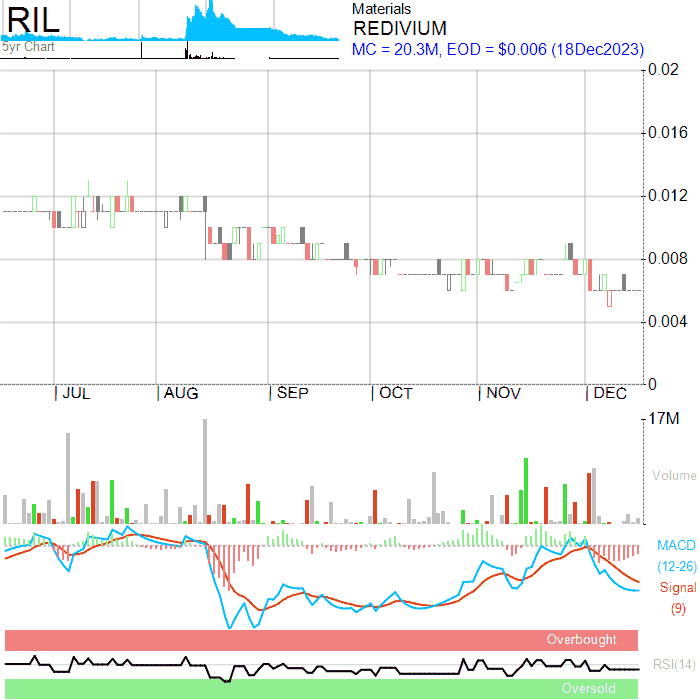 RIL
5yr Chart
Materials
REDIVIUM
MC = 20.3M, EOD = $0.006 (18Dec2023)
0.02
0.016
0.012
0.008
0.004
0
JUL AUG SEP OCT NOV DEC
17M
Volume
MACD
(12-26)
Signal
(9)
Overbought
RSI(14)
Oversold